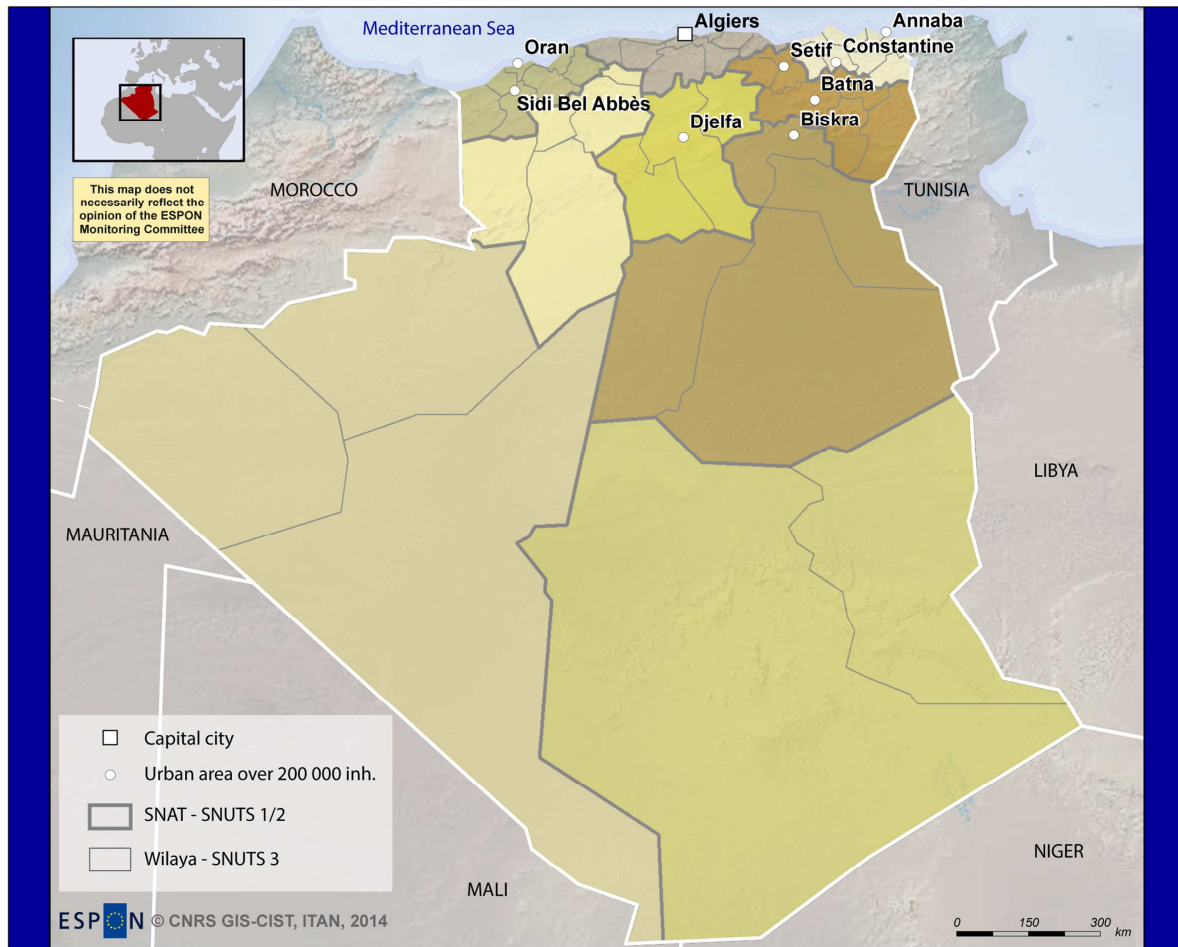 Mediterranean Sea
Algiers
Annaba
Oran
Setif
Constantine
Sidi Bel Abbès
Batna
Djelfa
Biskra
MOROCCO
TUNISIA
This map does not
necessarily reflect the
opinion of the ESPON
Monitoring Committee
LIBYA
MAURITANIA
Capital city
Urban area over 200 000 inh.
SNAT - SNUTS 1/2
Wilaya - SNUTS 3
MALI
NIGER
ESPON © CNRS GIS-CIST, ITAN, 2014
0 150 300 km